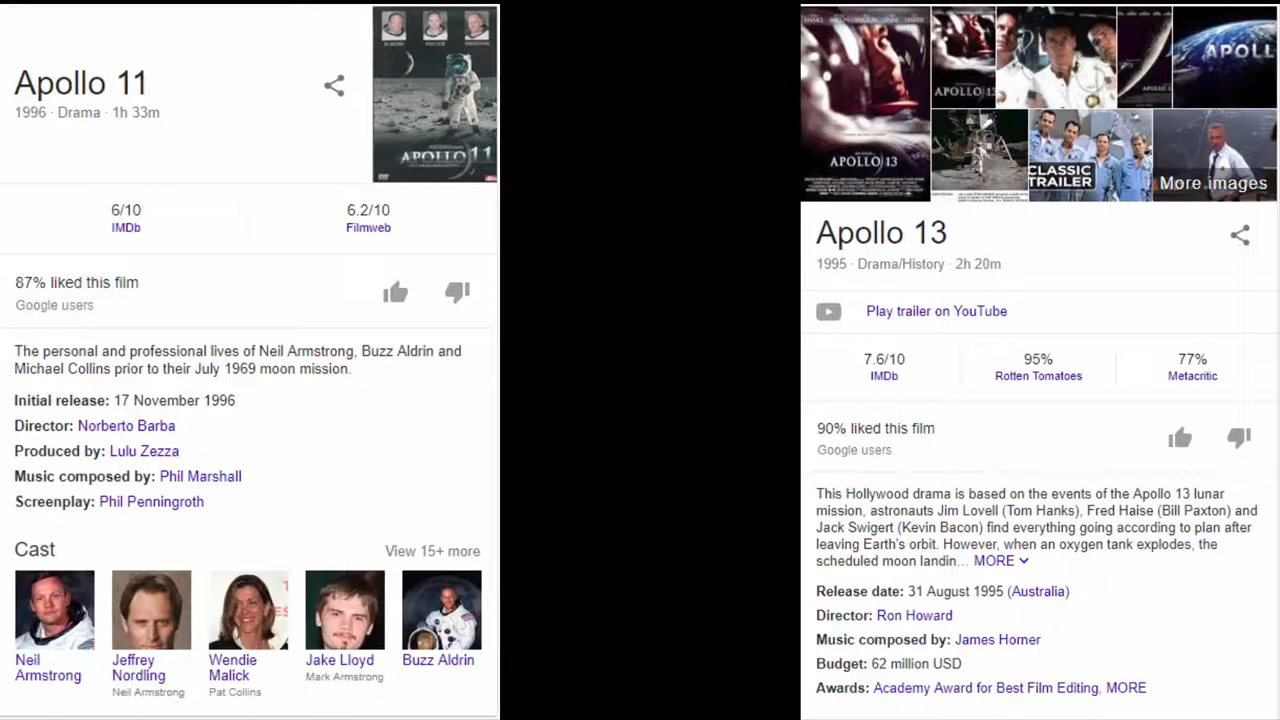 APOLLO 11
Apollo 11
1996 · Drama · 1h 33m
6/10
IMDb
6.2/10
Filmweb
87% liked this film
Google users
The personal and professional lives of Neil Armstrong, Buzz Aldrin and
Michael Collins prior to their July 1969 moon mission.
Initial release: 17 November 1996
Director: Norberto Barba
Produced by: Lulu Zezza
Music composed by: Phil Marshall
Screenplay: Phil Penningroth
Cast
View 15+ more
Neil
Armstrong
Jeffrey
Nordling
Neil Armstrong
Wendie
Malick
Pat Collins
Jake Lloyd
Mark Armstrong
Buzz Aldrin
APOLLO 13
APOLLO 13
APOLL
CLASSIC
TRAILER
More images
Apollo 13
1995 · Drama/History · 2h 20m
Play trailer on YouTube
7.6/10
IMDb
95%
Rotten Tomatoes
77%
Metacritic
90% liked this film
Google users
This Hollywood drama is based on the events of the Apollo 13 lunar
mission, astronauts Jim Lovell (Tom Hanks), Fred Haise (Bill Paxton) and
Jack Swigert (Kevin Bacon) find everything going according to plan after
leaving Earth's orbit. However, when an oxygen tank explodes, the
scheduled moon landin… MORE
Release date: 31 August 1995 (Australia)
Director: Ron Howard
Music composed by: James Horner
Budget: 62 million USD
Awards: Academy Award for Best Film Editing, MORE